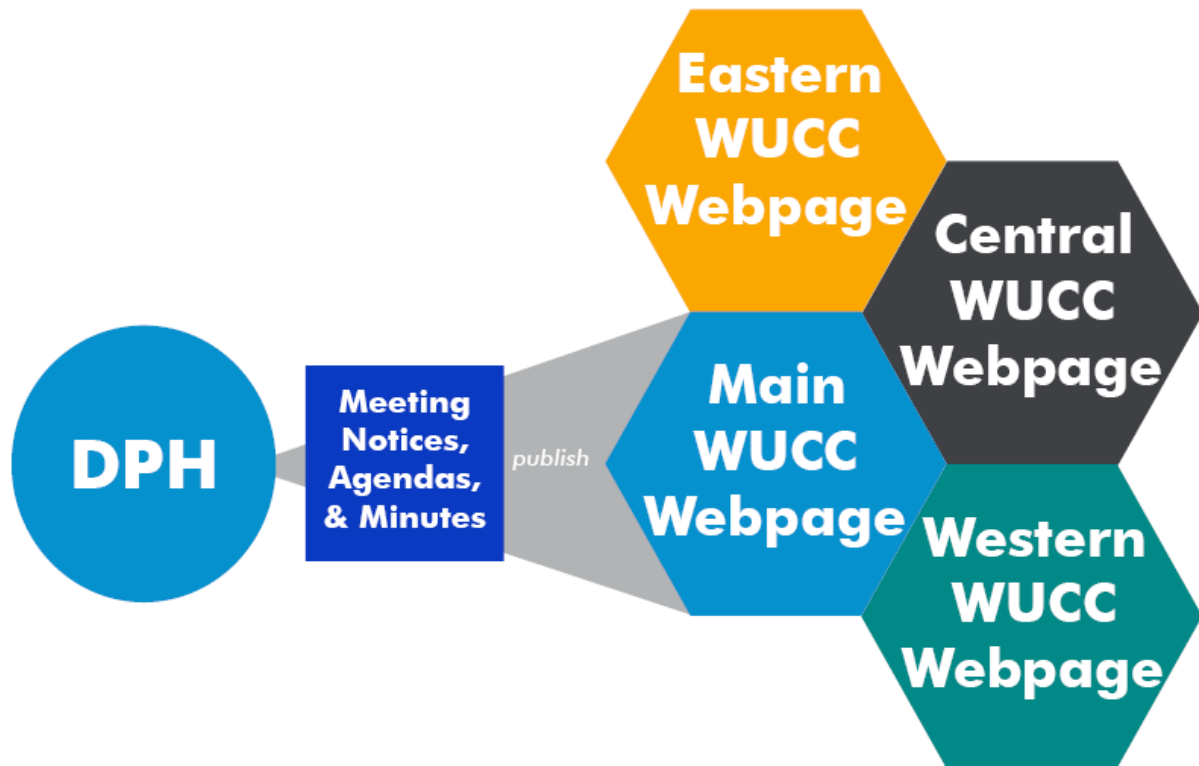 DPH
Meeting
Notices,
Agendas,
& Minutes
publish
Eastern
WUCC
Webpage
Central
WUCC
Webpage
Main
WUCC
Webpage
Western
WUCC
Webpage